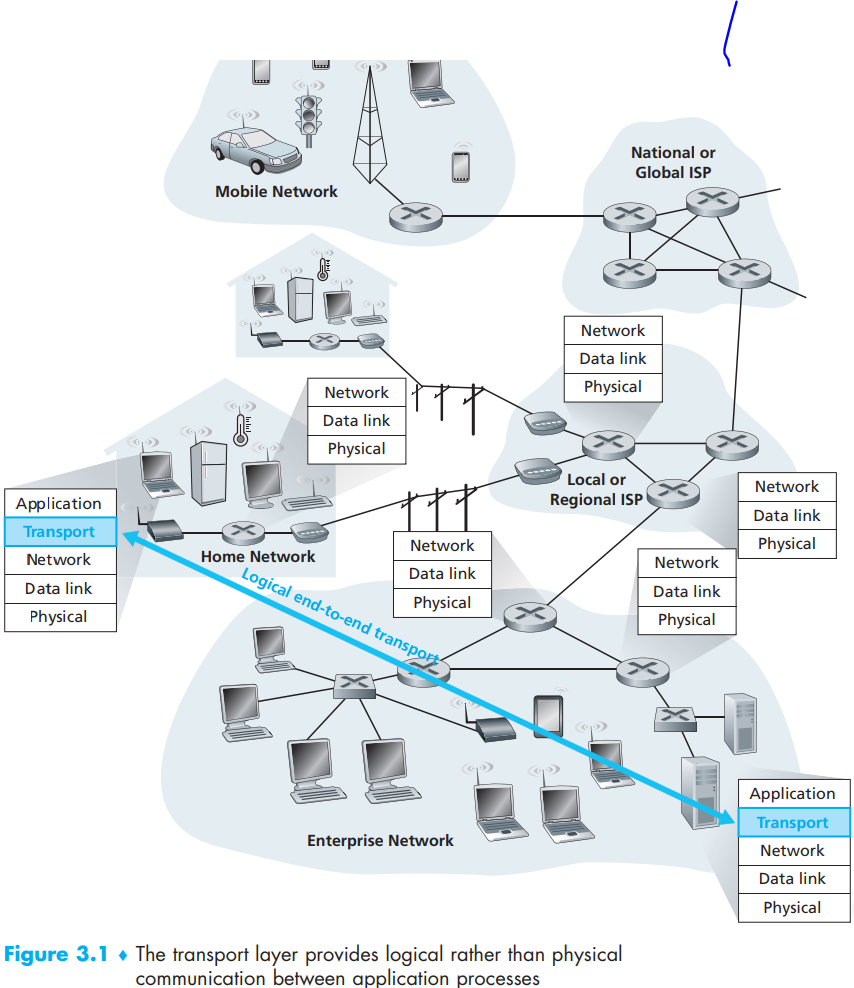 Mobile Network
National or
Global ISP
Network
Data link
Physical
Network
Data link
Physical
Local or
Regional ISP
Network
Data link
Physical
Application
Transport
Network
Data link
Physical
Home Network
Network
Data link
Physical
Network
Data link
Physical
Logical end-to-end transport
Enterprise Network
Application
Transport
Network
Data link
Physical
Figure 3.1 ♦ The transport layer provides logical rather than physical
communication between application processes